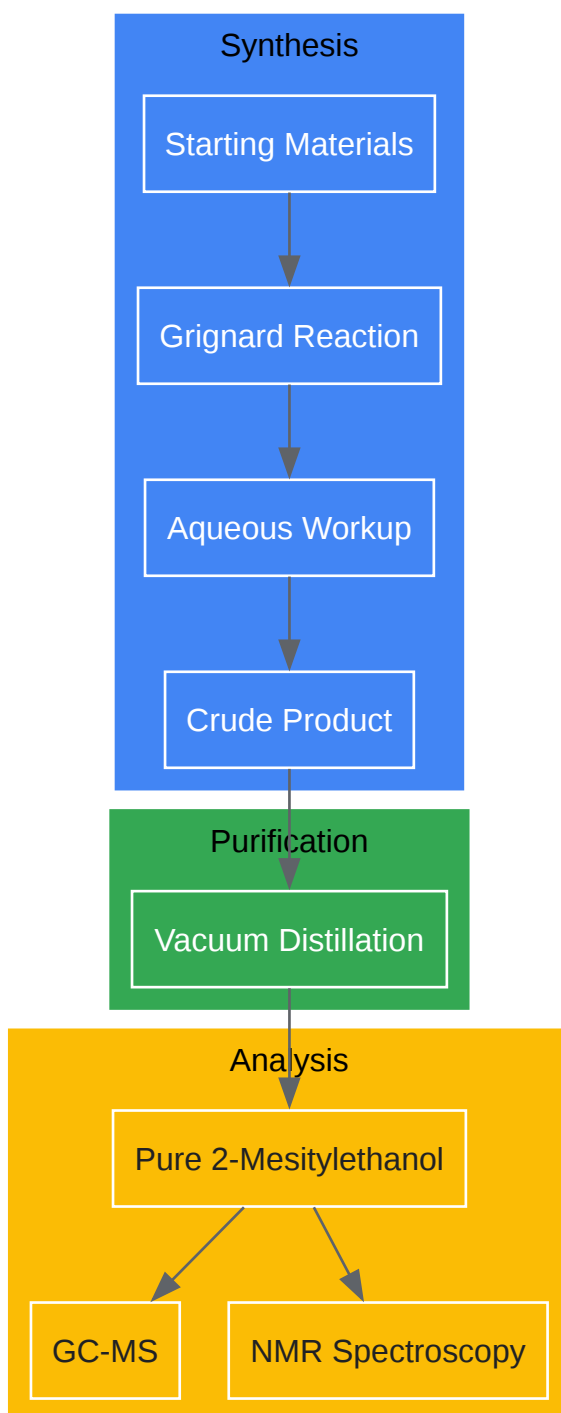 Synthesis
Starting Materials
Grignard Reaction
Aqueous Workup
Crude Product
Purification
Vacuum Distillation
Analysis
Pure 2-Mesitylethanol
GC-MS
NMR Spectroscopy